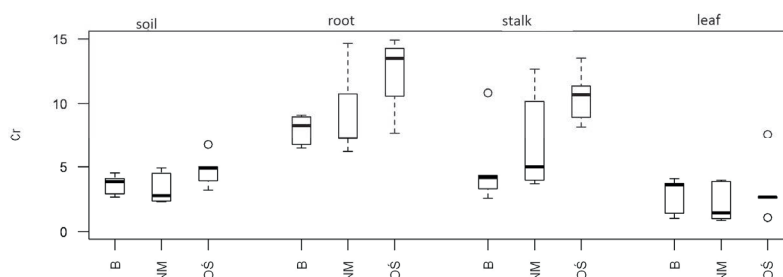 soil root stalk leaf
15
10
5
0
Cr
B NM OŚ B NM OŚ B NM OŚ B NM OŚ